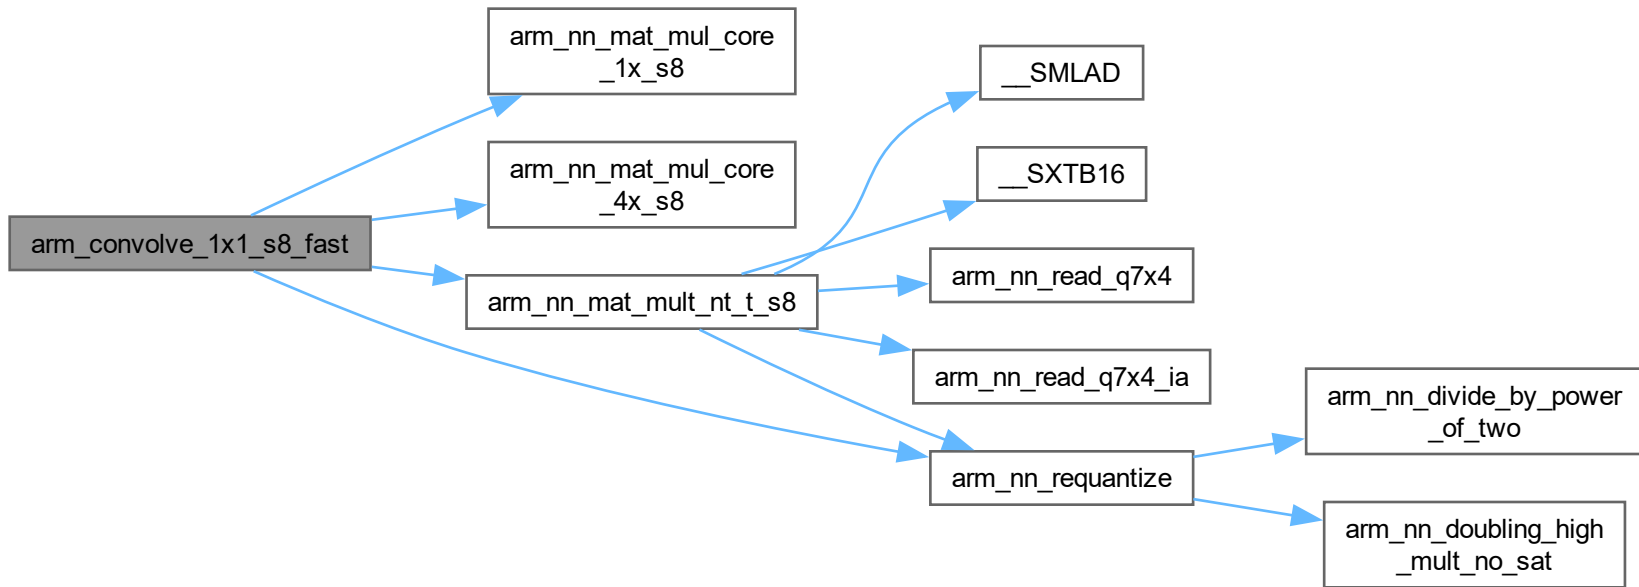 arm_nn_mat_mul_core
_1x_s8
__SMLAD
arm_nn_mat_mul_core
_4x_s8
__SXTB16
arm_convolve_1x1_s8_fast
arm_nn_read_q7x4
arm_nn_mat_mult_nt_t_s8
arm_nn_read_q7x4_ia
arm_nn_divide_by_power
_of_two
arm_nn_requantize
arm_nn_doubling_high
_mult_no_sat